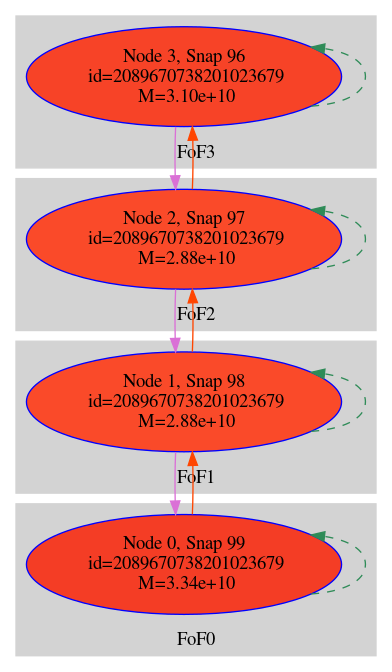 Node 3, Snap 96
id=2089670738201023679
M=3.10e+10
FoF3
Node 2, Snap 97
id=2089670738201023679
M=2.88e+10
FoF2
Node 1, Snap 98
id=2089670738201023679
M=2.88e+10
FoF1
Node 0, Snap 99
id=2089670738201023679
M=3.34e+10
FoF0